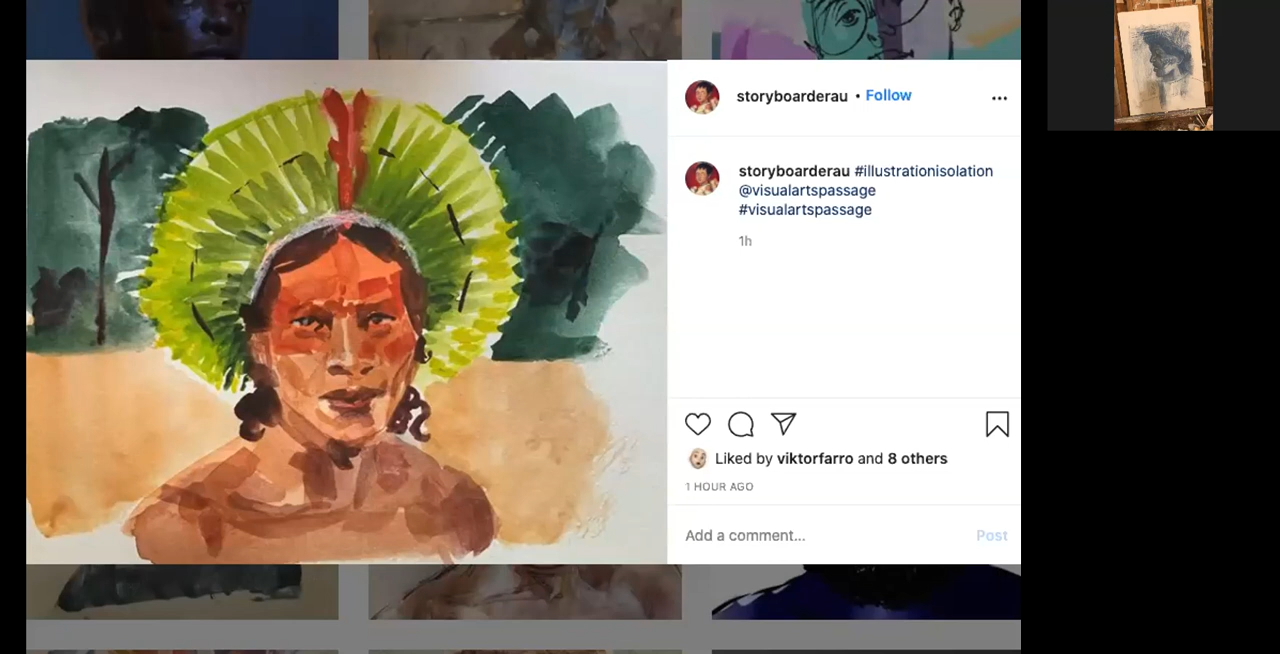 storyboarderau • Follow
storyboarderau #illustrationisolation
@visualartspassage
#visualartspassage
1h
Liked by viktorfarro and 8 others
1 HOUR AGO
Add a comment... Post